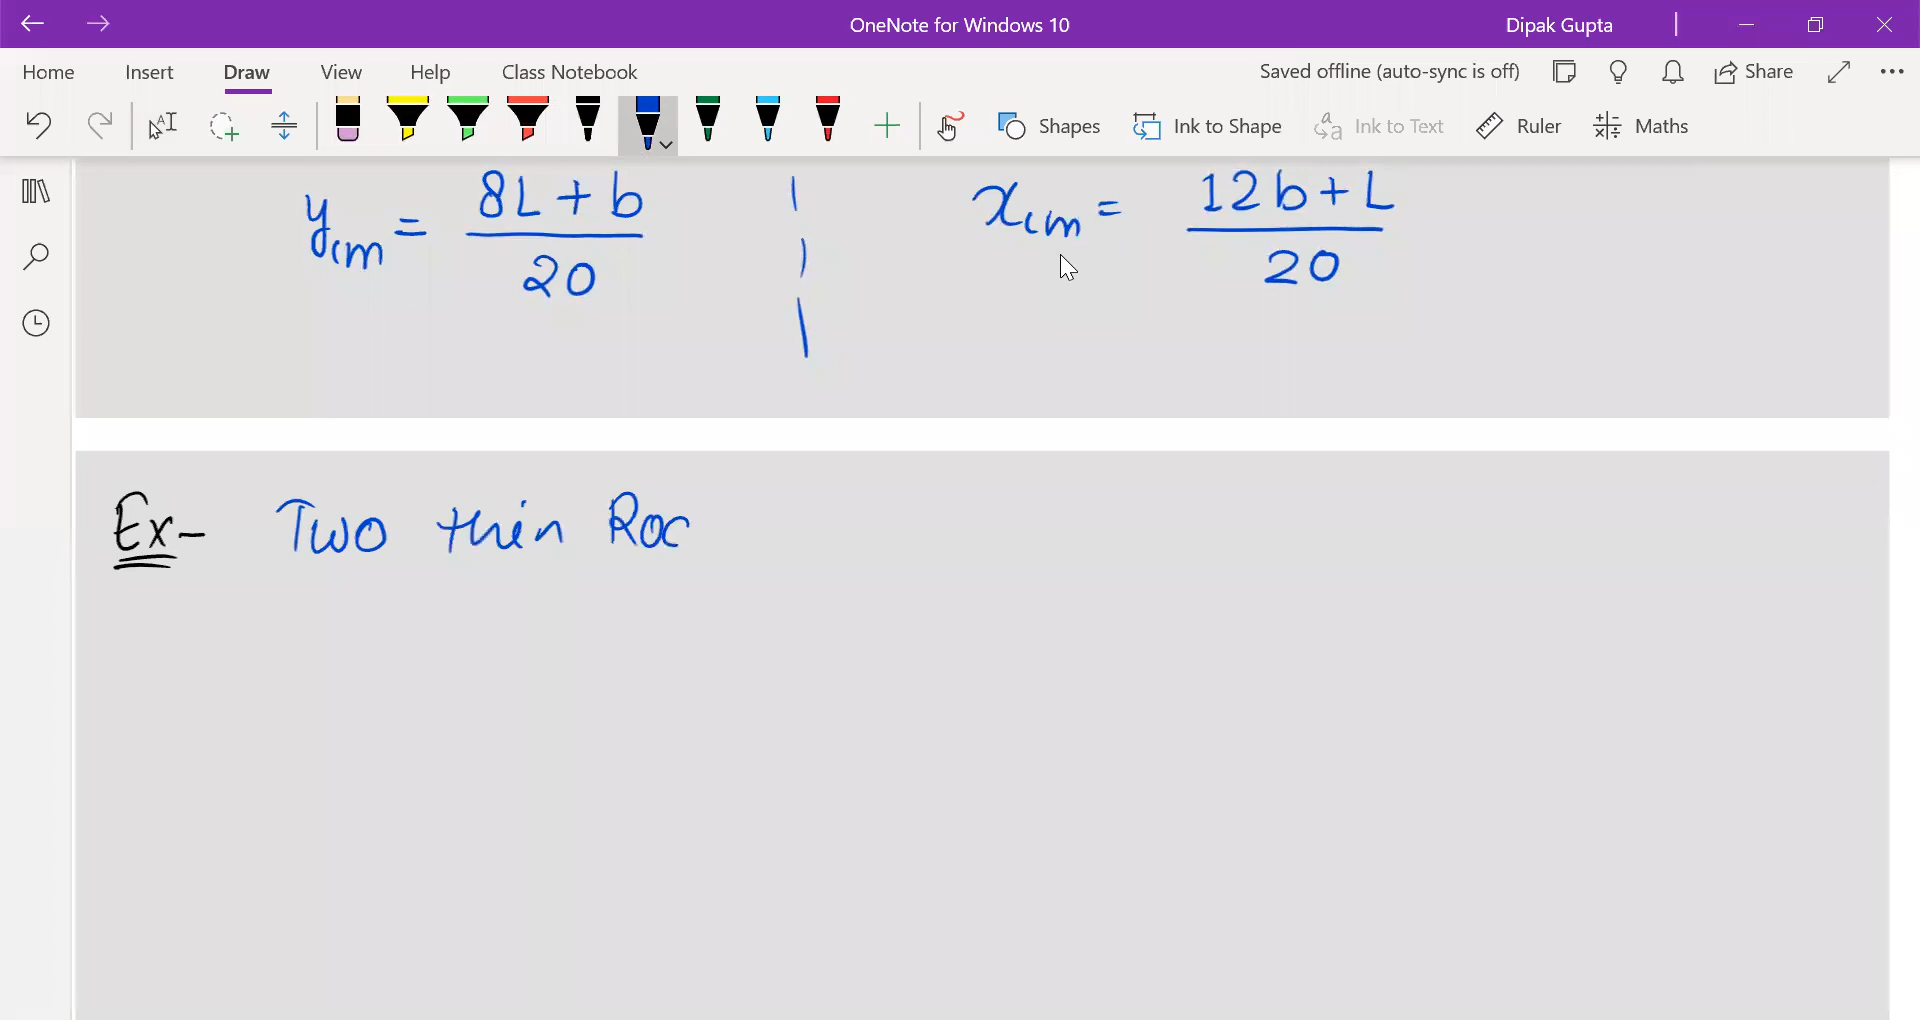 OneNote for Windows 10
Dipak Gupta
Home Insert Draw View Help Class Notebook
Saved offline (auto-sync is off)
Share
Shapes
Ink to Shape
Ink to Text
Ruler
Maths
ycm = 8L + b / 20
xcm = 12b + L / 20
Ex- Two thin Roc